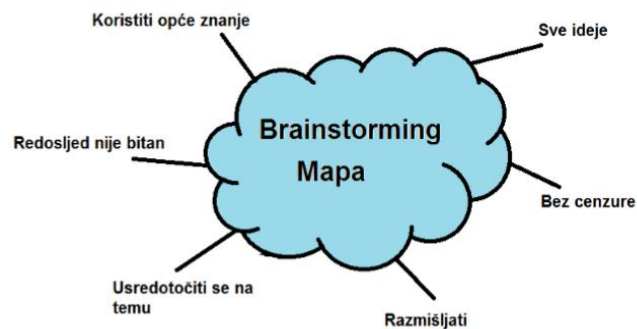 Koristiti opće znanje
Sve ideje
Brainstorming
Mapa
Redosljed nije bitan
Bez cenzure
Usredotočiti se na
temu
Razmišljati